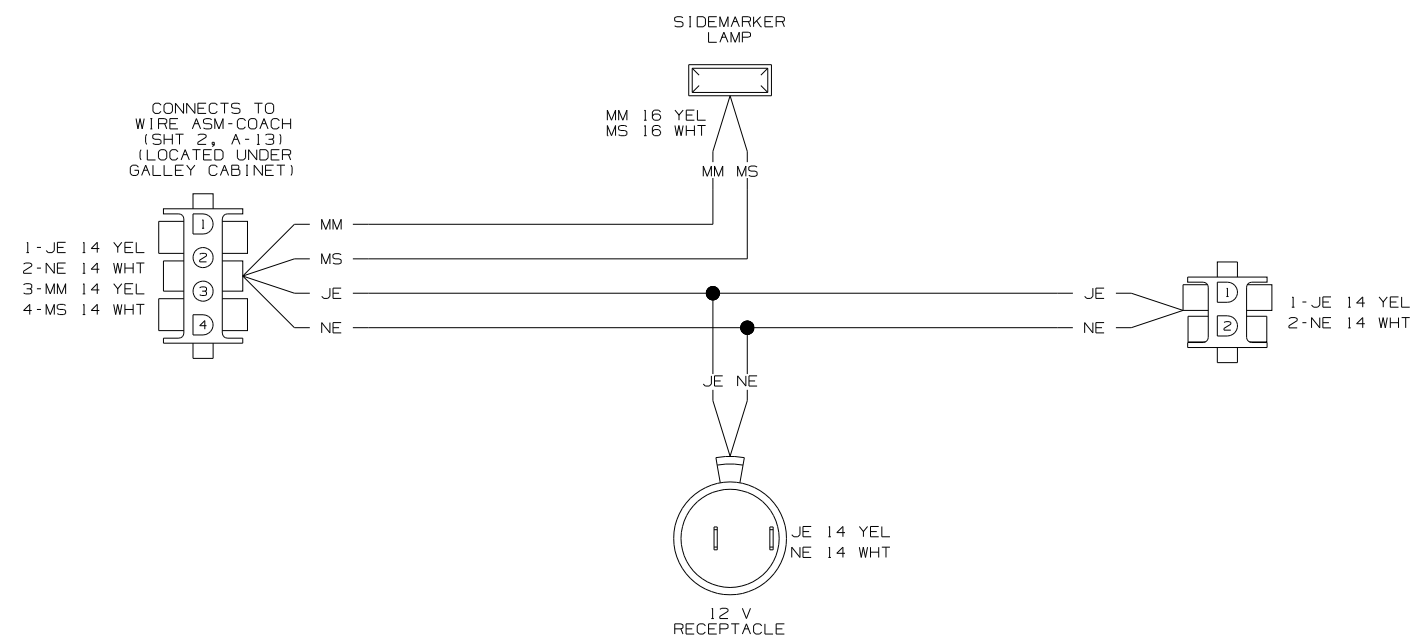 SIDEMARKER
LAMP
MM 16 YEL
MS 16 WHT
MM MS
CONNECTS TO
WIRE ASM-COACH
(SHT 2, A-13)
(LOCATED UNDER
GALLEY CABINET)
1-JE 14 YEL
2-NE 14 WHT
3-MM 14 YEL
4-MS 14 WHT
1
2
3
4
MM
MS
JE
NE
JE
NE
1
2
1-JE 14 YEL
2-NE 14 WHT
JE NE
JE 14 YEL
NE 14 WHT
12 V
RECEPTACLE